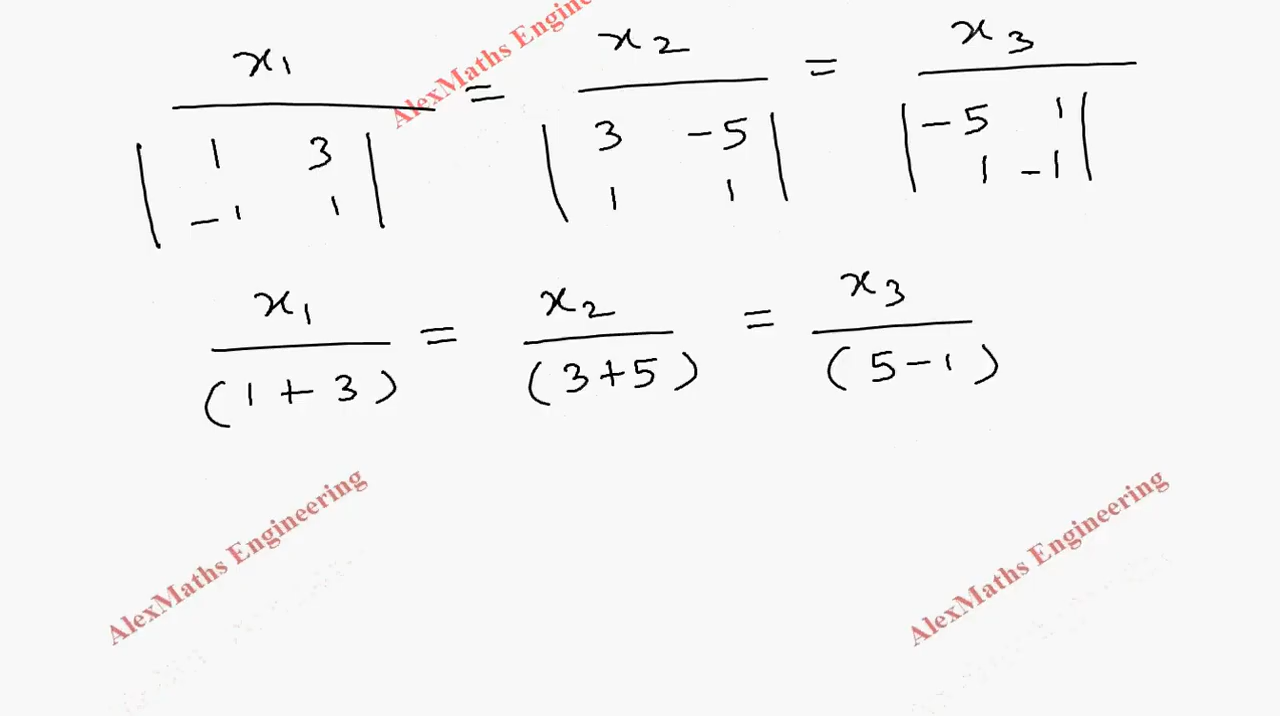 AlexMaths Engineering
x₁ = x₂ = x₃
| 1 3 | | 3 -5 | | -5 1 |
| -1 1 | | 1 1 | | 1 -1 |
x₁ = x₂ = x₃
(1 + 3) (3 + 5) (5 - 1)
AlexMaths Engineering
AlexMaths Engineering